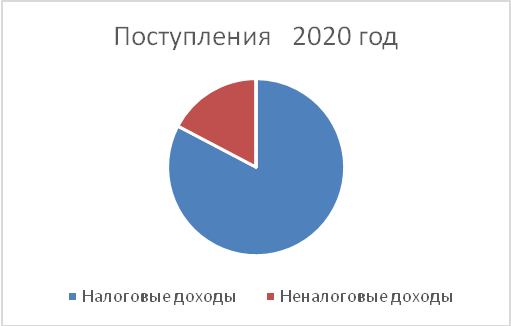 Поступления 2020 год
Налоговые доходы Неналоговые доходы